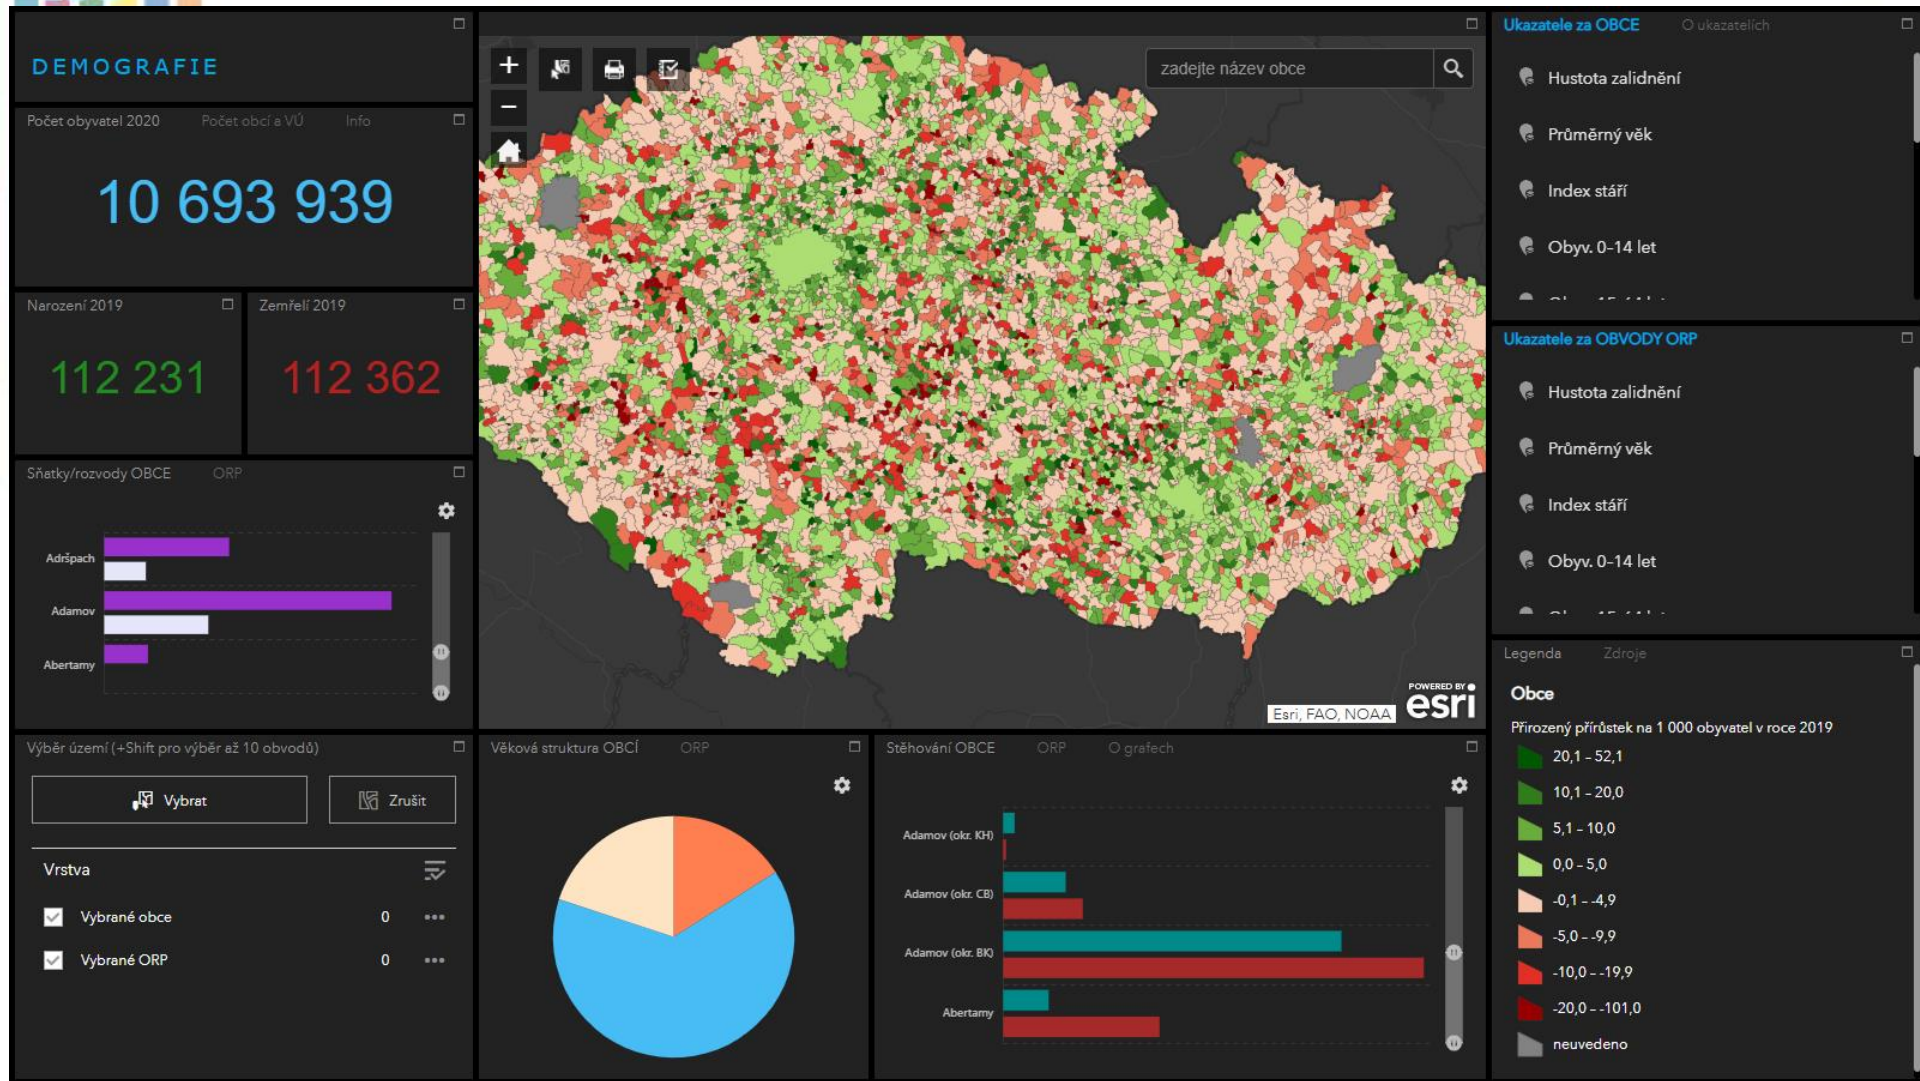 DEMOGRAFIE
Počet obyvatel 2020 Počet obcí a VÚ Info
10 693 939
Narození 2019
112 231
Zemřelí 2019
112 362
Sňatky/rozvody OBCE ORP
Adršpach
Adamov
Abertamy
Výběr území (+Shift pro výběr až 10 obvodů)
Vybrat
Zrušit
Vrstva
Vybrané obce 0
Vybrané ORP 0
zadejte název obce
Esri, FAO, NOAA
POWERED BY
esri
Věková struktura OBCÍ ORP
Stěhování OBCE ORP O grafech
Adamov (okr. KH)
Adamov (okr. CB)
Adamov (okr. BK)
Abertamy
Ukazatele za OBCE O ukazatelích
Hustota zalidnění
Průměrný věk
Index stáří
Obyv. 0-14 let
Ukazatele za OBVODY ORP
Hustota zalidnění
Průměrný věk
Index stáří
Obyv. 0-14 let
Legenda Zdroje
Obce
Přirozený přírůstek na 1 000 obyvatel v roce 2019
20,1 – 52,1
10,1 – 20,0
5,1 – 10,0
0,0 – 5,0
-0,1 – -4,9
-5,0 – -9,9
-10,0 – -19,9
-20,0 – -101,0
neuvedeno